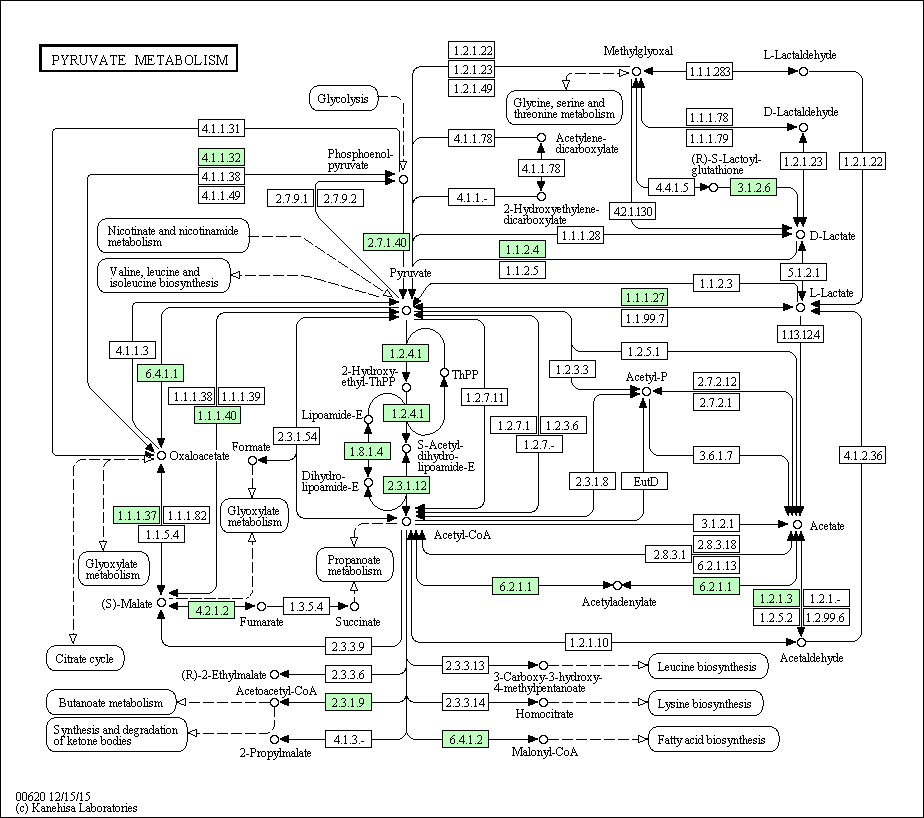 PYRUVATE METABOLISM
1.2.1.22
1.2.1.23
1.2.1.49
Methylglyoxal
1.1.1.283
L-Lactaldehyde
Glycolysis
Glycine, serine and
threonine metabolism
4.1.1.31
4.1.1.32
4.1.1.38
4.1.1.49
Phosphoenol-
pyruvate
4.1.1.78
Acetylene-
dicarboxylate
4.1.1.78
4.1.1.-
2-Hydroxyethylene-
dicarboxylate
1.1.1.78
1.1.1.79
D-Lactaldehyde
(R)-S-Lactoyl-
glutathione
4.4.1.5
3.1.2.6
1.2.1.23
1.2.1.22
2.7.9.1
2.7.9.2
4.2.1.130
Nicotinate and nicotinamide
metabolism
2.7.1.40
1.1.1.28
1.1.2.4
1.1.2.5
D-Lactate
Valine, leucine and
isoleucine biosynthesis
Pyruvate
5.1.2.1
1.1.2.3
L-Lactate
1.1.1.27
1.1.99.7
1.13.12.4
4.1.1.3
6.4.1.1
1.2.4.1
1.2.5.1
1.2.3.3
2-Hydroxy-
ethyl-ThPP
ThPP
Acetyl-P
2.7.2.12
2.7.2.1
1.1.1.38
1.1.1.39
1.1.1.40
1.2.7.11
Lipoamide-E
1.2.4.1
1.2.7.1
1.2.3.6
1.2.7.-
2.3.1.54
Formate
Oxaloacetate
1.8.1.4
S-Acetyl-
dihydro-
lipoamide-E
3.6.1.7
4.1.2.36
Dihydro-
lipoamide-E
2.3.1.12
2.3.1.8
EutD
Glyoxylate
metabolism
1.1.1.37
1.1.1.82
1.1.5.4
Acetyl-CoA
3.1.2.1
Acetate
2.8.3.18
2.8.3.1
6.2.1.13
Glyoxylate
metabolism
Propanoate
metabolism
6.2.1.1
6.2.1.1
Acetyladenylate
(S)-Malate
4.2.1.2
Fumarate
1.3.5.4
Succinate
1.2.1.3
1.2.1.-
1.2.5.2
1.2.99.6
Citrate cycle
2.3.3.9
1.2.1.10
Acetaldehyde
(R)-2-Ethylmalate
2.3.3.6
2.3.3.13
3-Carboxy-3-hydroxy-
4-methylpentanoate
Leucine biosynthesis
Butanoate metabolism
Acetoacetyl-CoA
2.3.1.9
2.3.3.14
Homocitrate
Lysine biosynthesis
Synthesis and degradation
of ketone bodies
2-Propylmalate
4.1.3.-
6.4.1.2
Malonyl-CoA
Fatty acid biosynthesis
00620 12/15/15
(c) Kanehisa Laboratories